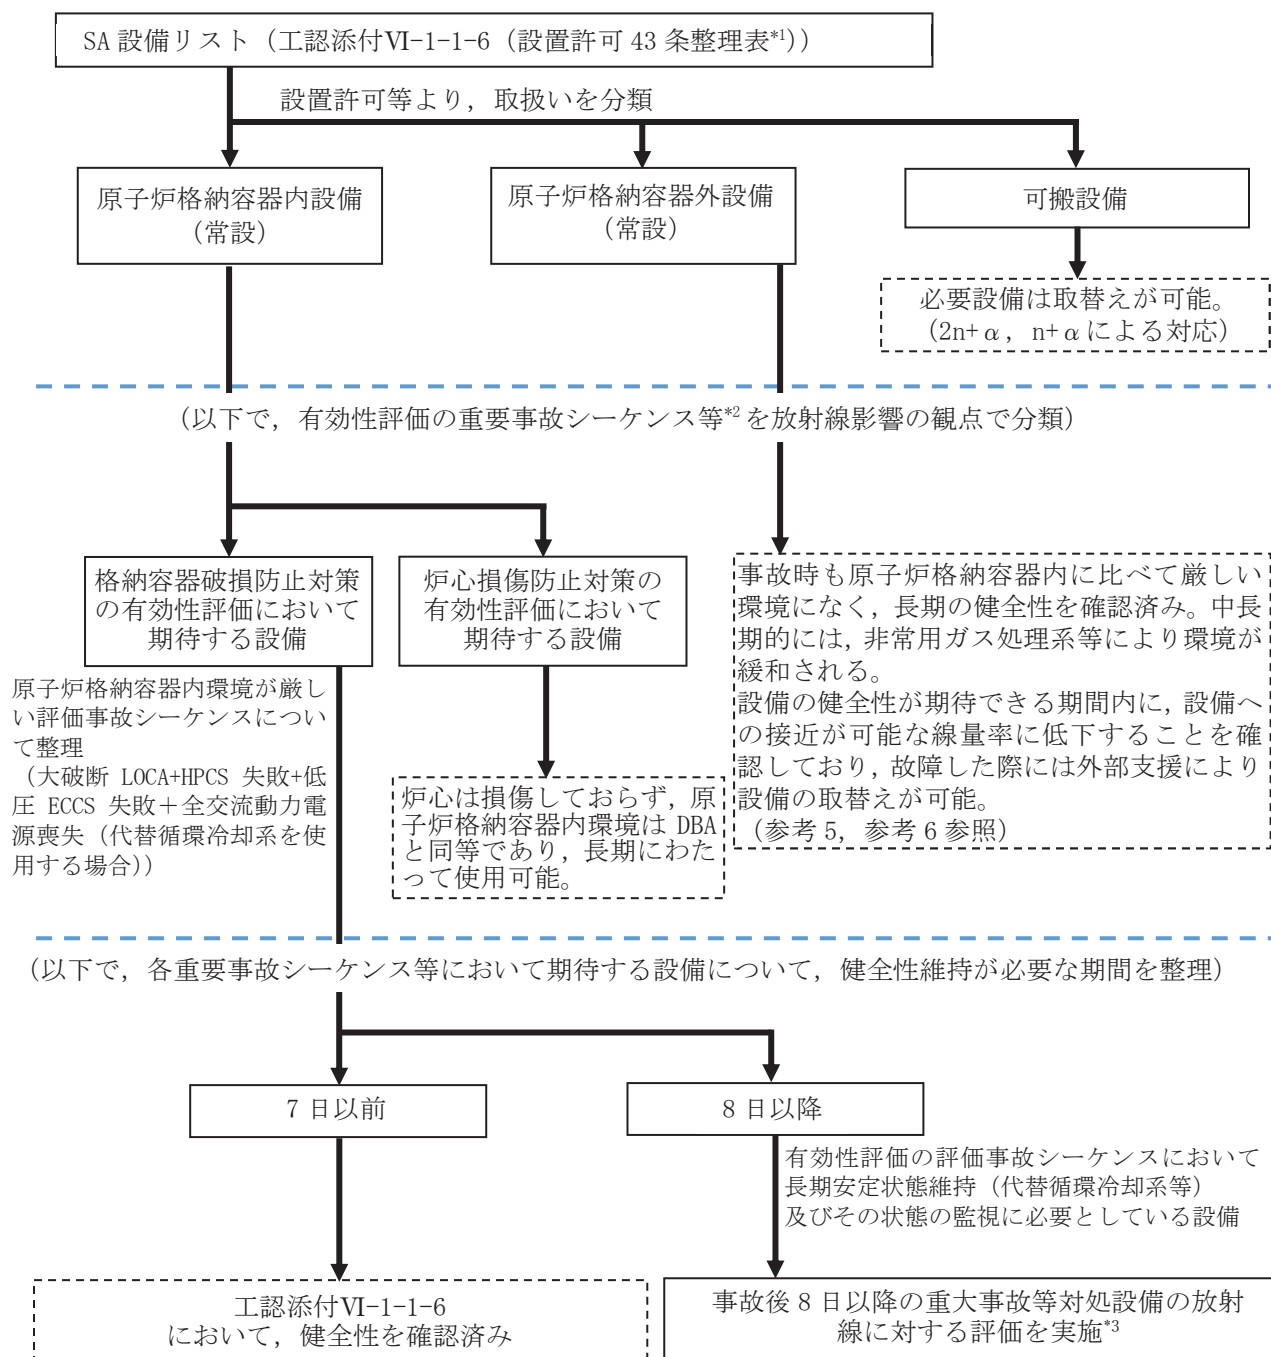 SA 設備リスト（工認添付Ⅵ-1-1-6（設置許可 43 条整理表*1））
設置許可等より，取扱いを分類
原子炉格納容器内設備
（常設）
原子炉格納容器外設備
（常設）
可搬設備
必要設備は取替えが可能。
（2n+α，n+αによる対応）
（以下で，有効性評価の重要事故シーケンス等*2を放射線影響の観点で分類）
格納容器破損防止対策
の有効性評価において
期待する設備
炉心損傷防止対策の
有効性評価において
期待する設備
事故時も原子炉格納容器内に比べて厳しい
環境になく，長期の健全性を確認済み。中長
期的には，非常用ガス処理系等により環境が
緩和される。
設備の健全性が期待できる期間内に，設備へ
の接近が可能な線量率に低下することを確
認しており，故障した際には外部支援により
設備の取替えが可能。
（参考 5，参考 6 参照）
原子炉格納容器内環境が厳し
い評価事故シーケンスについ
て整理
（大破断 LOCA+HPCS 失敗+低
圧 ECCS 失敗＋全交流動力電
源喪失（代替循環冷却系を使
用する場合））
炉心は損傷しておらず，原
子炉格納容器内環境は DBA
と同等であり，長期にわた
って使用可能。
（以下で，各重要事故シーケンス等において期待する設備について，健全性維持が必要な期間を整理）
7 日以前
8 日以降
有効性評価の評価事故シーケンスにおいて
長期安定状態維持（代替循環冷却系等）
及びその状態の監視に必要としている設備
工認添付Ⅵ-1-1-6
において，健全性を確認済み
事故後 8 日以降の重大事故等対処設備の放射
線に対する評価を実施*3